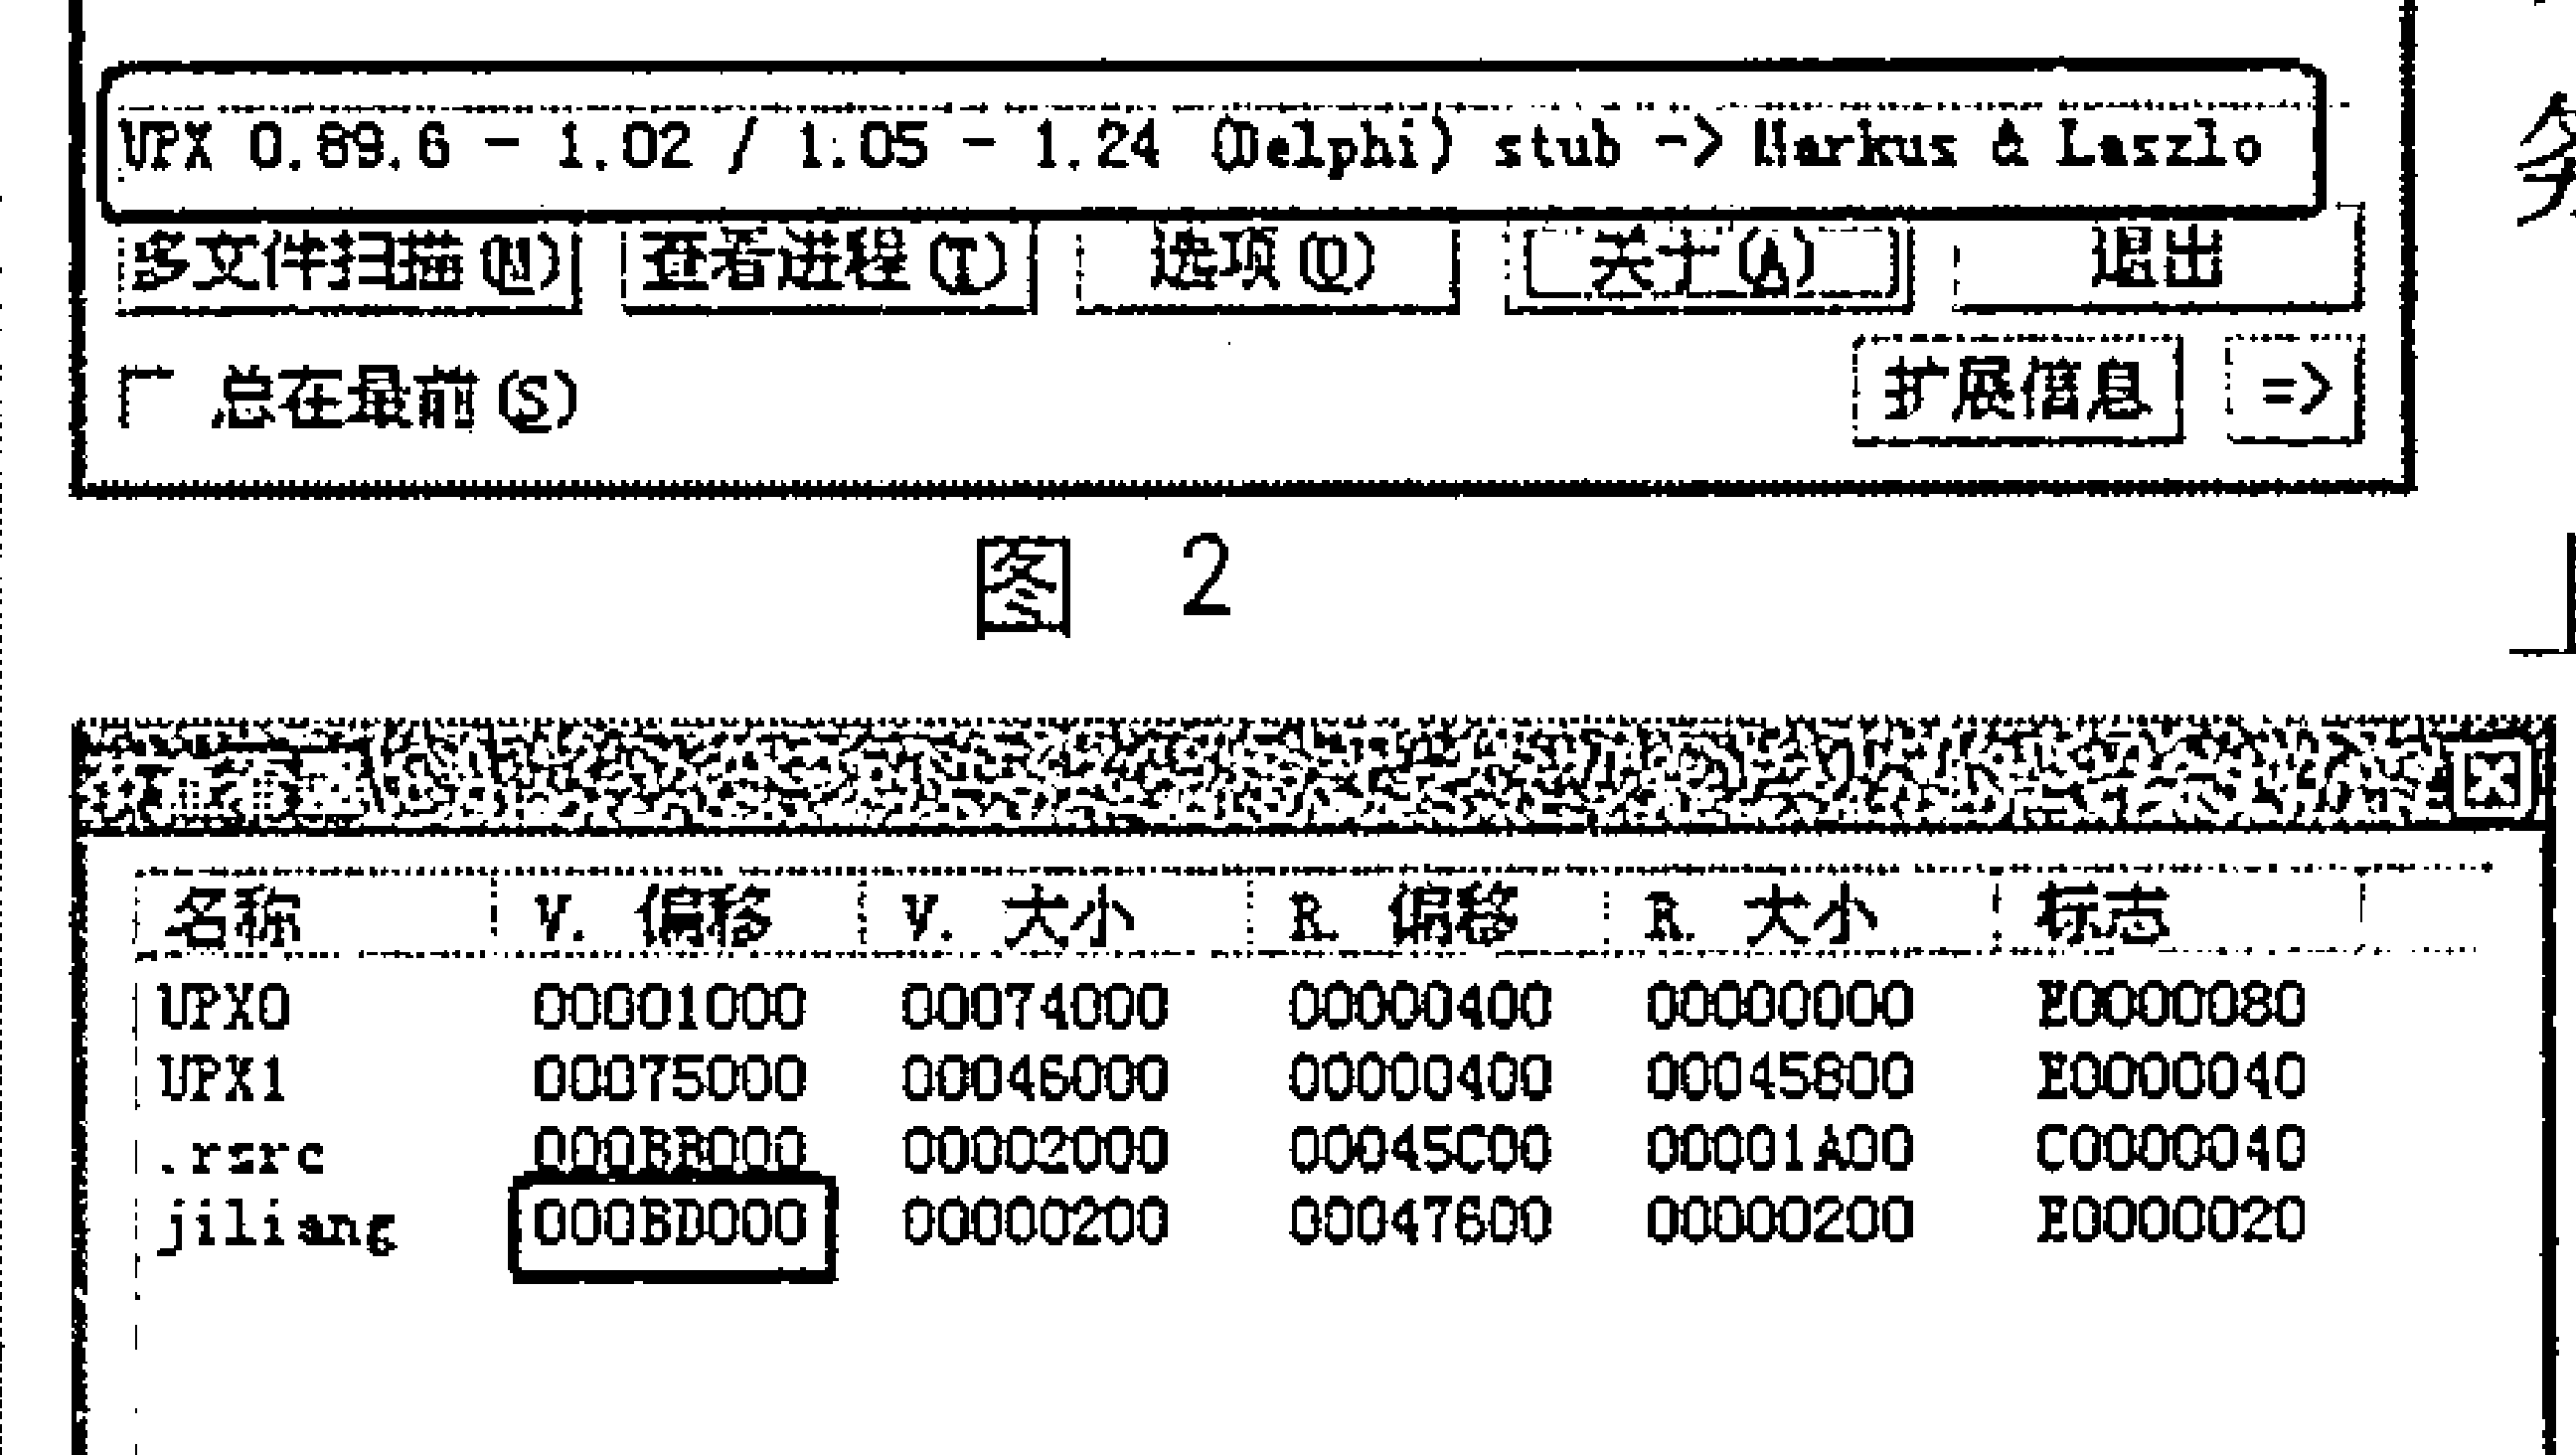 UPX 0.89.6 - 1.02 / 1.05 - 1.24 (Delphi) stub -> Markus & Laszlo
多文件扫描(M) 查看进程(T) 选项(O) 关于(A) 退出
总在最前(S) 扩展信息 =>
图 2
名称 V. 偏移 V. 大小 R. 偏移 R. 大小 标志
UPX0 00001000 00074000 00000400 00000000 E0000080
UPX1 00075000 00046000 00000400 00045800 E0000040
.rsrc 000BB000 00002000 00045C00 00001A00 C0000040
jiliang 000BD000 00000200 00047600 00000200 E0000020